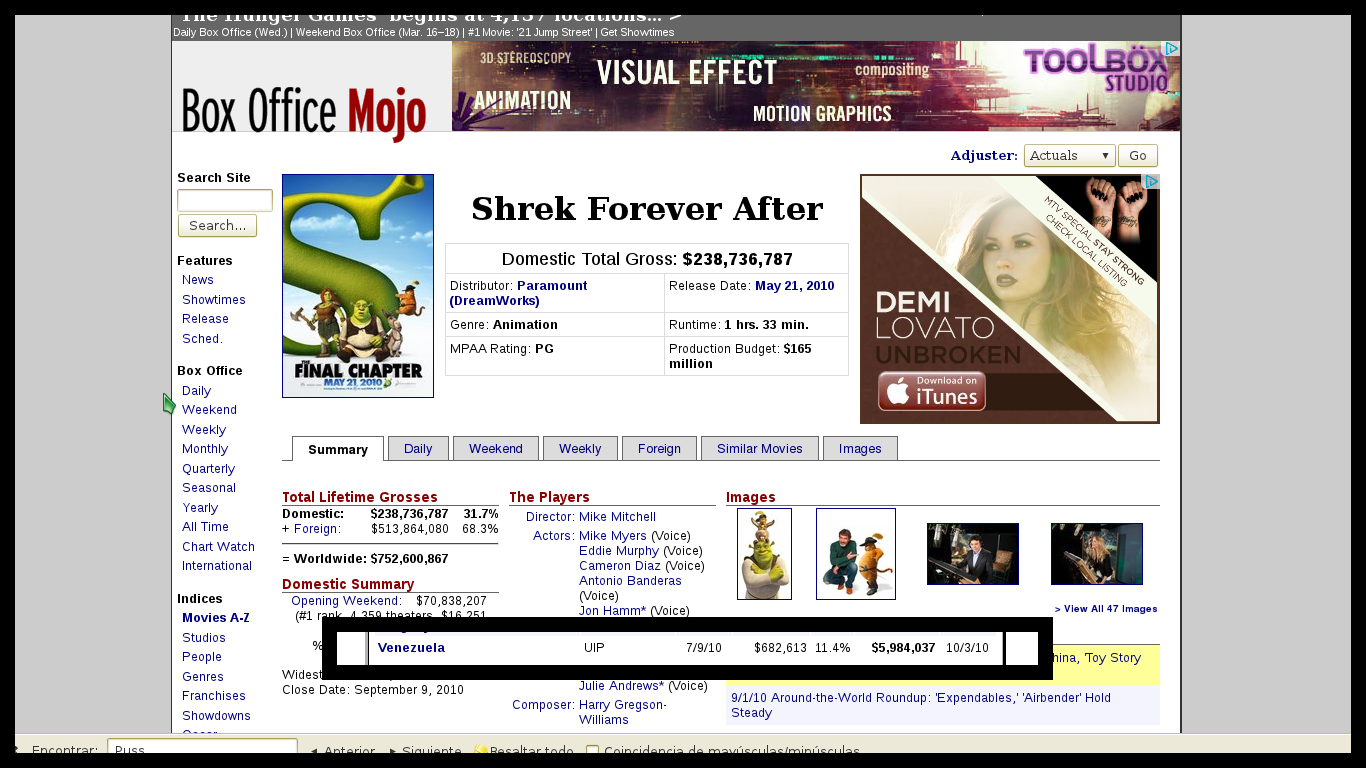 "The Hunger Games" begins at 4,137 locations... >
Daily Box Office (Wed.) | Weekend Box Office (Mar. 16–18) | #1 Movie: '21 Jump Street' | Get Showtimes
3D STEREOSCOPY
VISUAL EFFECT
compositing
TOOLBOX
STUDIO
ANIMATION
MOTION GRAPHICS
Box Office Mojo
Adjuster: Actuals Go
Search Site
Search...
Features
News
Showtimes
Release
Sched.
Box Office
Daily
Weekend
Weekly
Monthly
Quarterly
Seasonal
Yearly
All Time
Chart Watch
International
Indices
Movies A-Z
Studios
People
Genres
Franchises
Showdowns
THE
FINAL CHAPTER
MAY 21, 2010
Shrek Forever After
Domestic Total Gross: $238,736,787
Distributor: Paramount
(DreamWorks)
Release Date: May 21, 2010
Genre: Animation
Runtime: 1 hrs. 33 min.
MPAA Rating: PG
Production Budget: $165
million
MTV SPECIAL STAY STRONG
CHECK LOCAL LISTING
DEMI
LOVATO
UNBROKEN
Download on
iTunes
Summary
Daily
Weekend
Weekly
Foreign
Similar Movies
Images
Total Lifetime Grosses
Domestic: $238,736,787 31.7%
+ Foreign: $513,864,080 68.3%
= Worldwide: $752,600,867
Domestic Summary
Opening Weekend: $70,838,207
(#1 rank, 4,359 theaters, $16,251
%
Widest
Close Date: September 9, 2010
The Players
Director: Mike Mitchell
Actors: Mike Myers (Voice)
Eddie Murphy (Voice)
Cameron Diaz (Voice)
Antonio Banderas
(Voice)
Jon Hamm* (Voice)
Julie Andrews* (Voice)
Composer: Harry Gregson-
Williams
Images
> View All 47 Images
Venezuela UIP 7/9/10 $682,613 11.4% $5,984,037 10/3/10
hina, 'Toy Story
9/1/10 Around-the-World Roundup: 'Expendables,' 'Airbender' Hold
Steady
Encontrar: Puss Anterior Siguiente Resaltar todo Coincidencia de mayúsculas/minúsculas